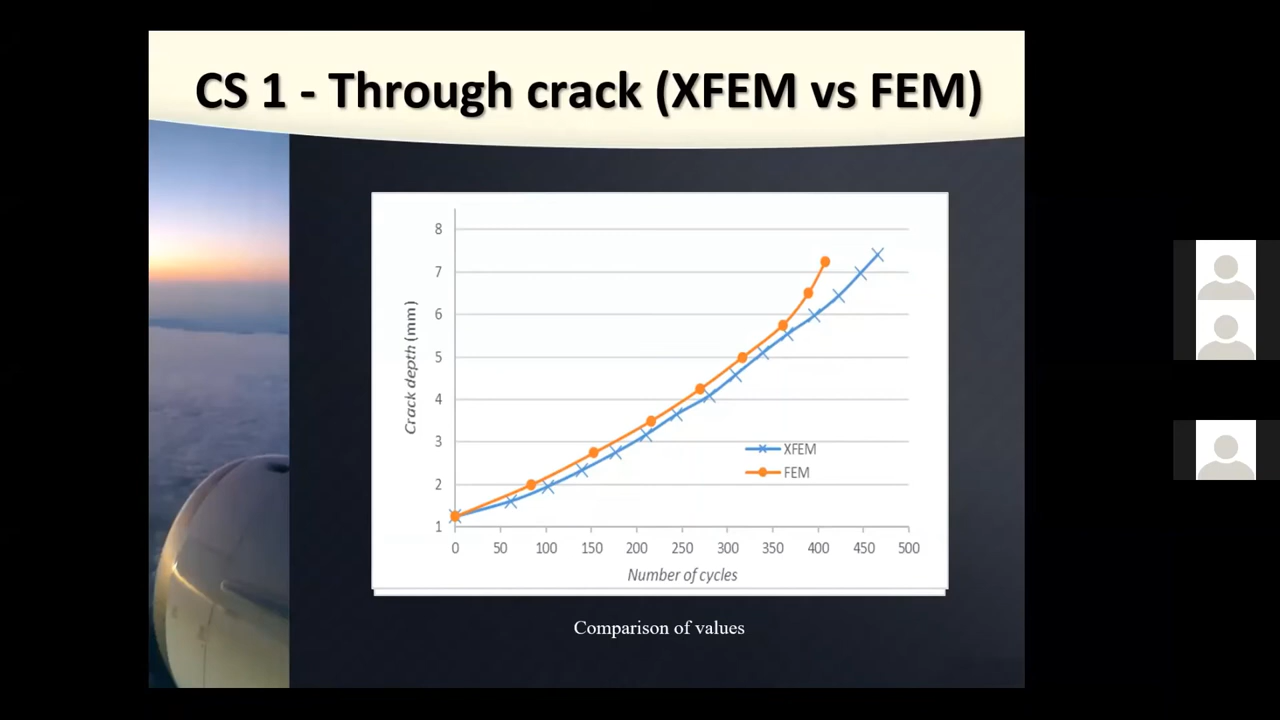 CS 1 - Through crack (XFEM vs FEM)
8
7
6
5
4
3
2
1
Crack depth (mm)
XFEM
FEM
0 50 100 150 200 250 300 350 400 450 500
Number of cycles
Comparison of values